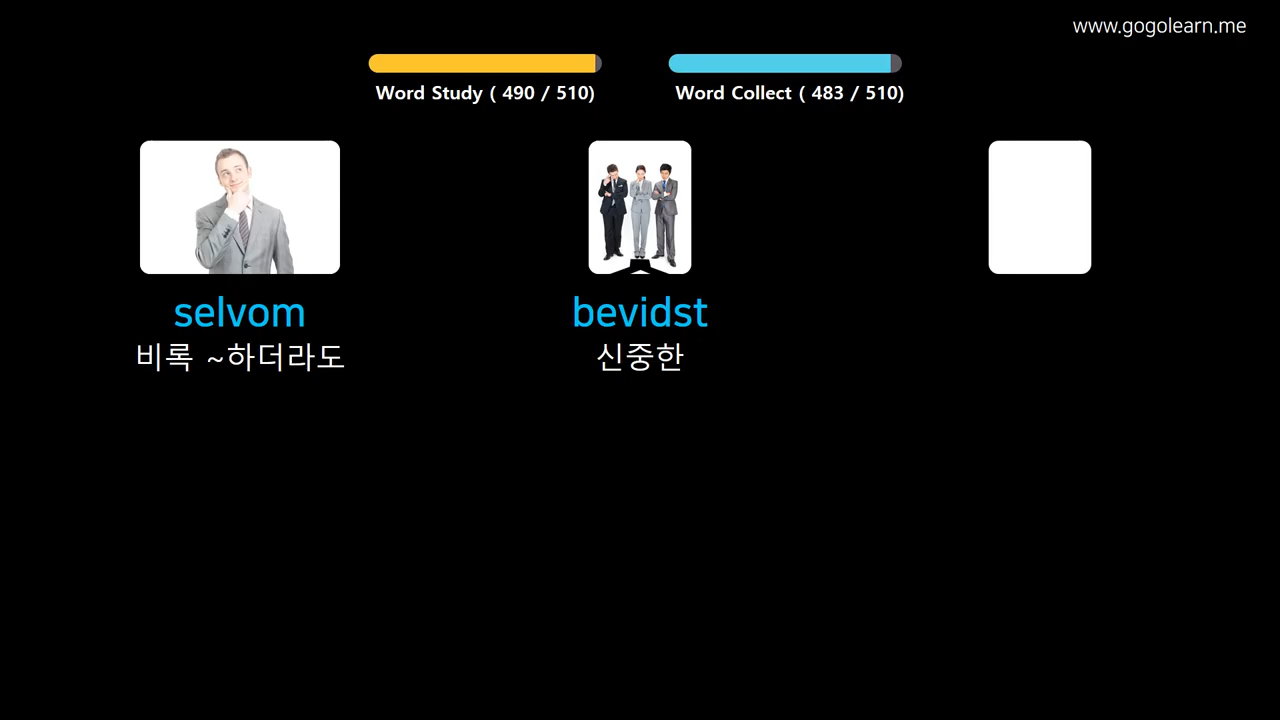 www.gogolearn.me
Word Study ( 490 / 510)
Word Collect ( 483 / 510)
selvom
비록 ~하더라도
bevidst
신중한